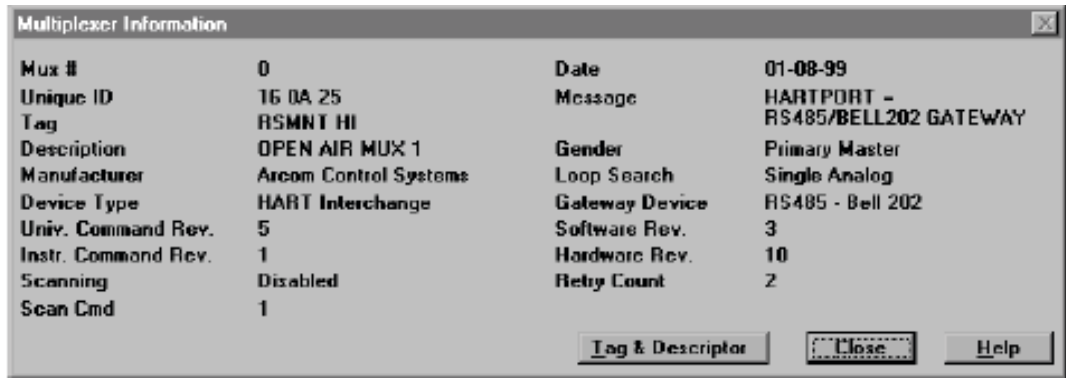 Multiplexer Information
Mux # 0 Date 01-08-99
Unique ID 16 0A 25 Message HARTPORT -
RS485/BELL202 GATEWAY
Tag RSMNT HI
Description OPEN AIR MUX 1 Gender Primary Master
Manufacturer Arcom Control Systems Loop Search Single Analog
Device Type HART Interchange Gateway Device RS485 - Bell 202
Univ. Command Rev. 5 Software Rev. 3
Instr. Command Rev. 1 Hardware Rev. 10
Scanning Disabled Retry Count 2
Scan Cmd 1
Tag & Descriptor Close Help